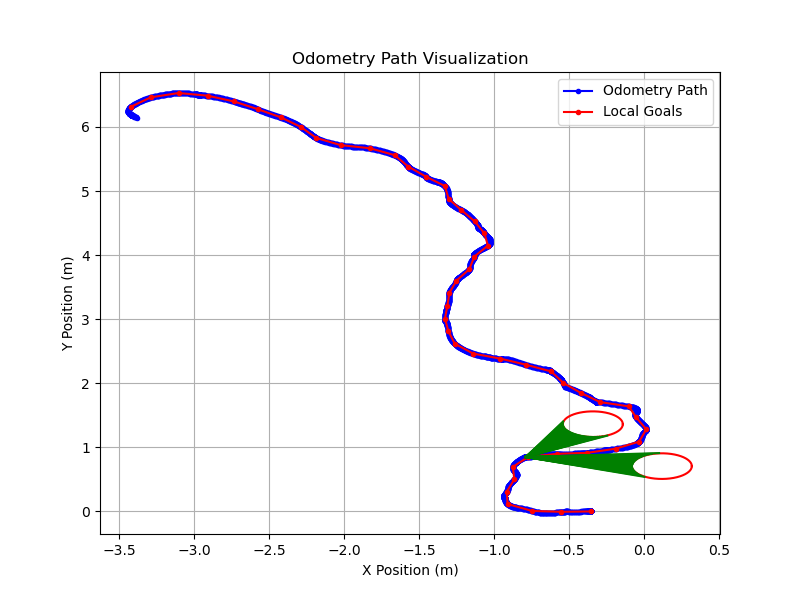 Odometry Path Visualization
Odometry Path
Local Goals
Y Position (m)
6
5
4
3
2
1
0
−3.5 −3.0 −2.5 −2.0 −1.5 −1.0 −0.5 0.0 0.5
X Position (m)